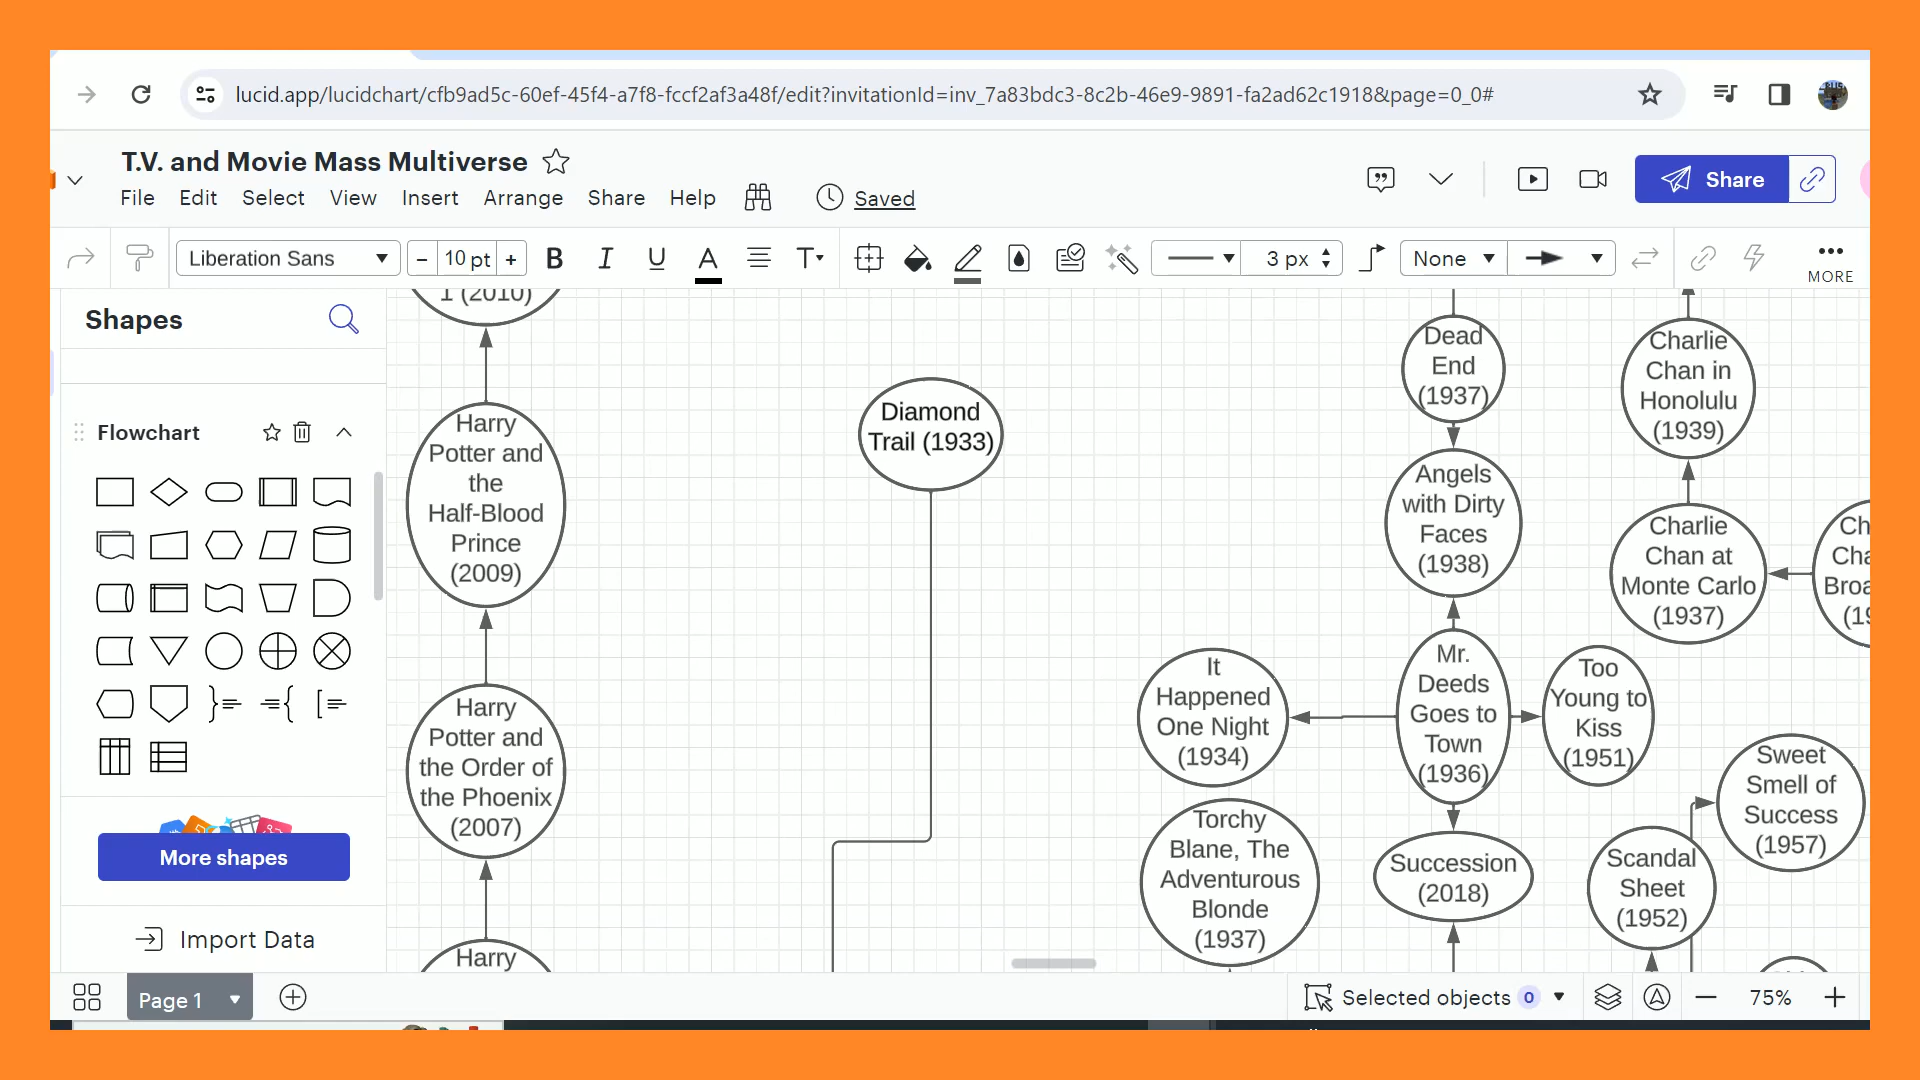 lucid.app/lucidchart/cfb9ad5c-60ef-45f4-a7f8-fccf2af3a48f/edit?invitationId=inv_7a83bdc3-8c2b-46e9-9891-fa2ad62c1918&page=0_0#
T.V. and Movie Mass Multiverse
File Edit Select View Insert Arrange Share Help
Saved
Share
Liberation Sans
− 10 pt +
B I U A T
3 px
None
MORE
Shapes
Flowchart
More shapes
Import Data
1 (2010)
Harry
Potter and
the
Half-Blood
Prince
(2009)
Harry
Potter and
the Order of
the Phoenix
(2007)
Harry
Diamond
Trail (1933)
Dead
End
(1937)
Angels
with Dirty
Faces
(1938)
It
Happened
One Night
(1934)
Mr.
Deeds
Goes to
Town
(1936)
Too
Young to
Kiss
(1951)
Torchy
Blane, The
Adventurous
Blonde
(1937)
Succession
(2018)
Charlie
Chan in
Honolulu
(1939)
Charlie
Chan at
Monte Carlo
(1937)
Sweet
Smell of
Success
(1957)
Scandal
Sheet
(1952)
Page 1
Selected objects 0
75%